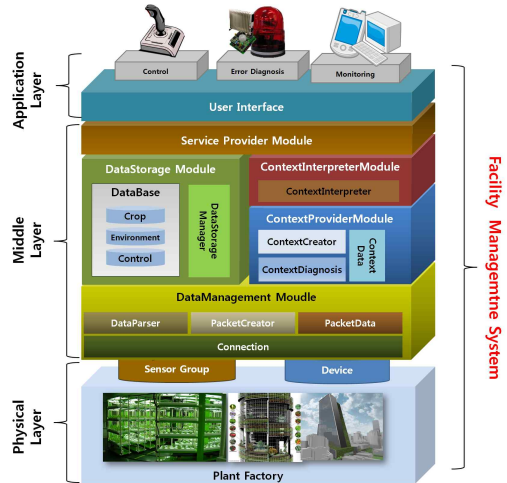 Control
Error Diagnosis
Monitoring
Application
Layer
User Interface
Service Provider Module
DataStorage Module
ContextInterpreterModule
DataBase
ContextInterpreter
Crop
Environment
Control
DataStorage
Manager
ContextProviderModule
ContextCreator
ContextDiagnosis
Context
Data
Middle
Layer
DataManagement Moudle
DataParser
PacketCreator
PacketData
Connection
Sensor Group
Device
Physical
Layer
Plant Factory
Facility Managemtne System